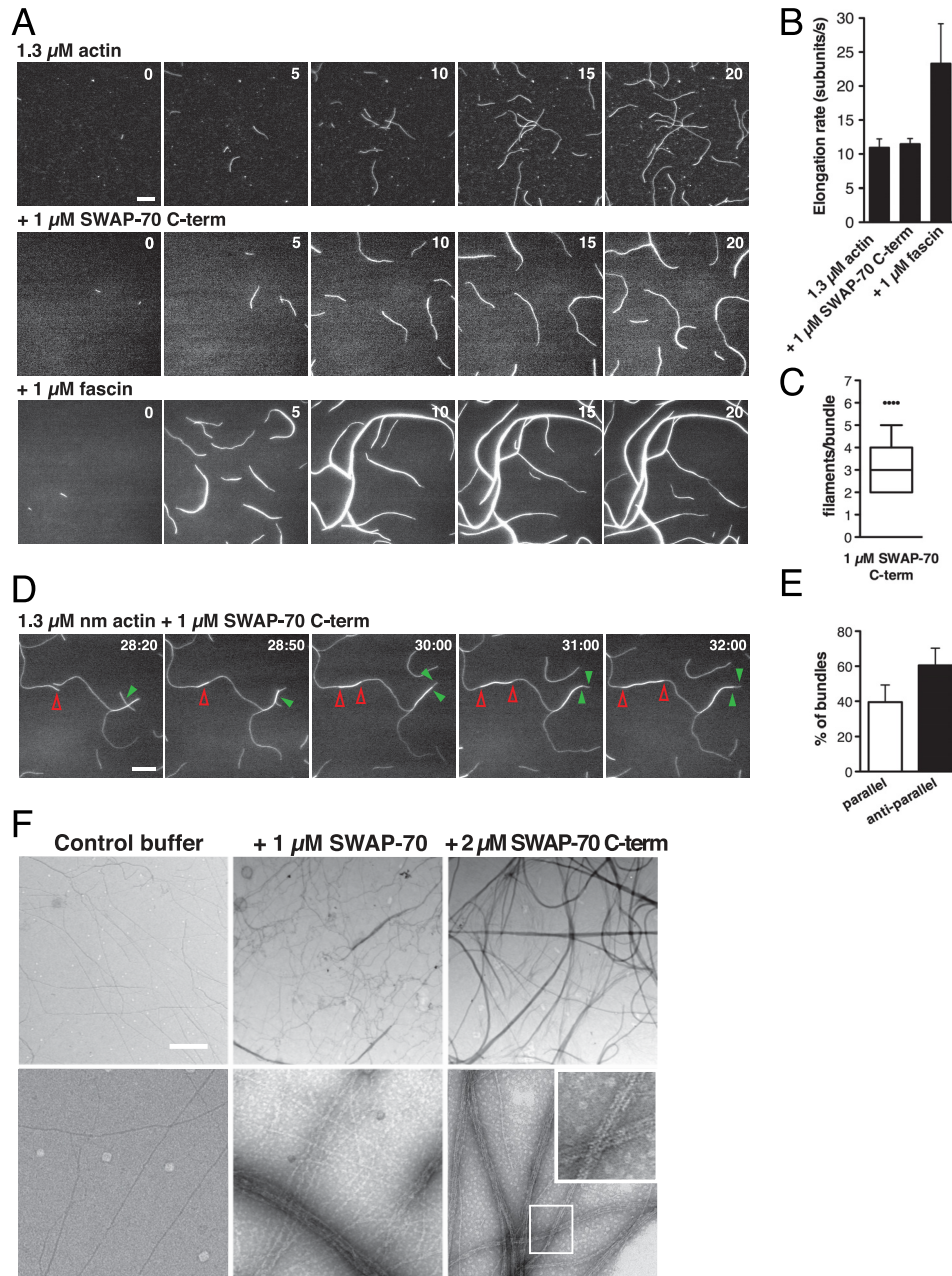 A
1.3 µM actin
0
5
10
15
20
+ 1 µM SWAP-70 C-term
0
5
10
15
20
+ 1 µM fascin
0
5
10
15
20
B
Elongation rate (subunits/s)
30
25
20
15
10
5
0
1.3 µM actin
+ 1 µM SWAP-70 C-term
+ 1 µM fascin
C
filaments/bundle
7
6
5
4
3
2
1
0
1 µM SWAP-70
C-term
D
1.3 µM nm actin + 1 µM SWAP-70 C-term
28:20
28:50
30:00
31:00
32:00
E
% of bundles
80
60
40
20
0
parallel
anti-parallel
F
Control buffer
+ 1 µM SWAP-70
+ 2 µM SWAP-70 C-term